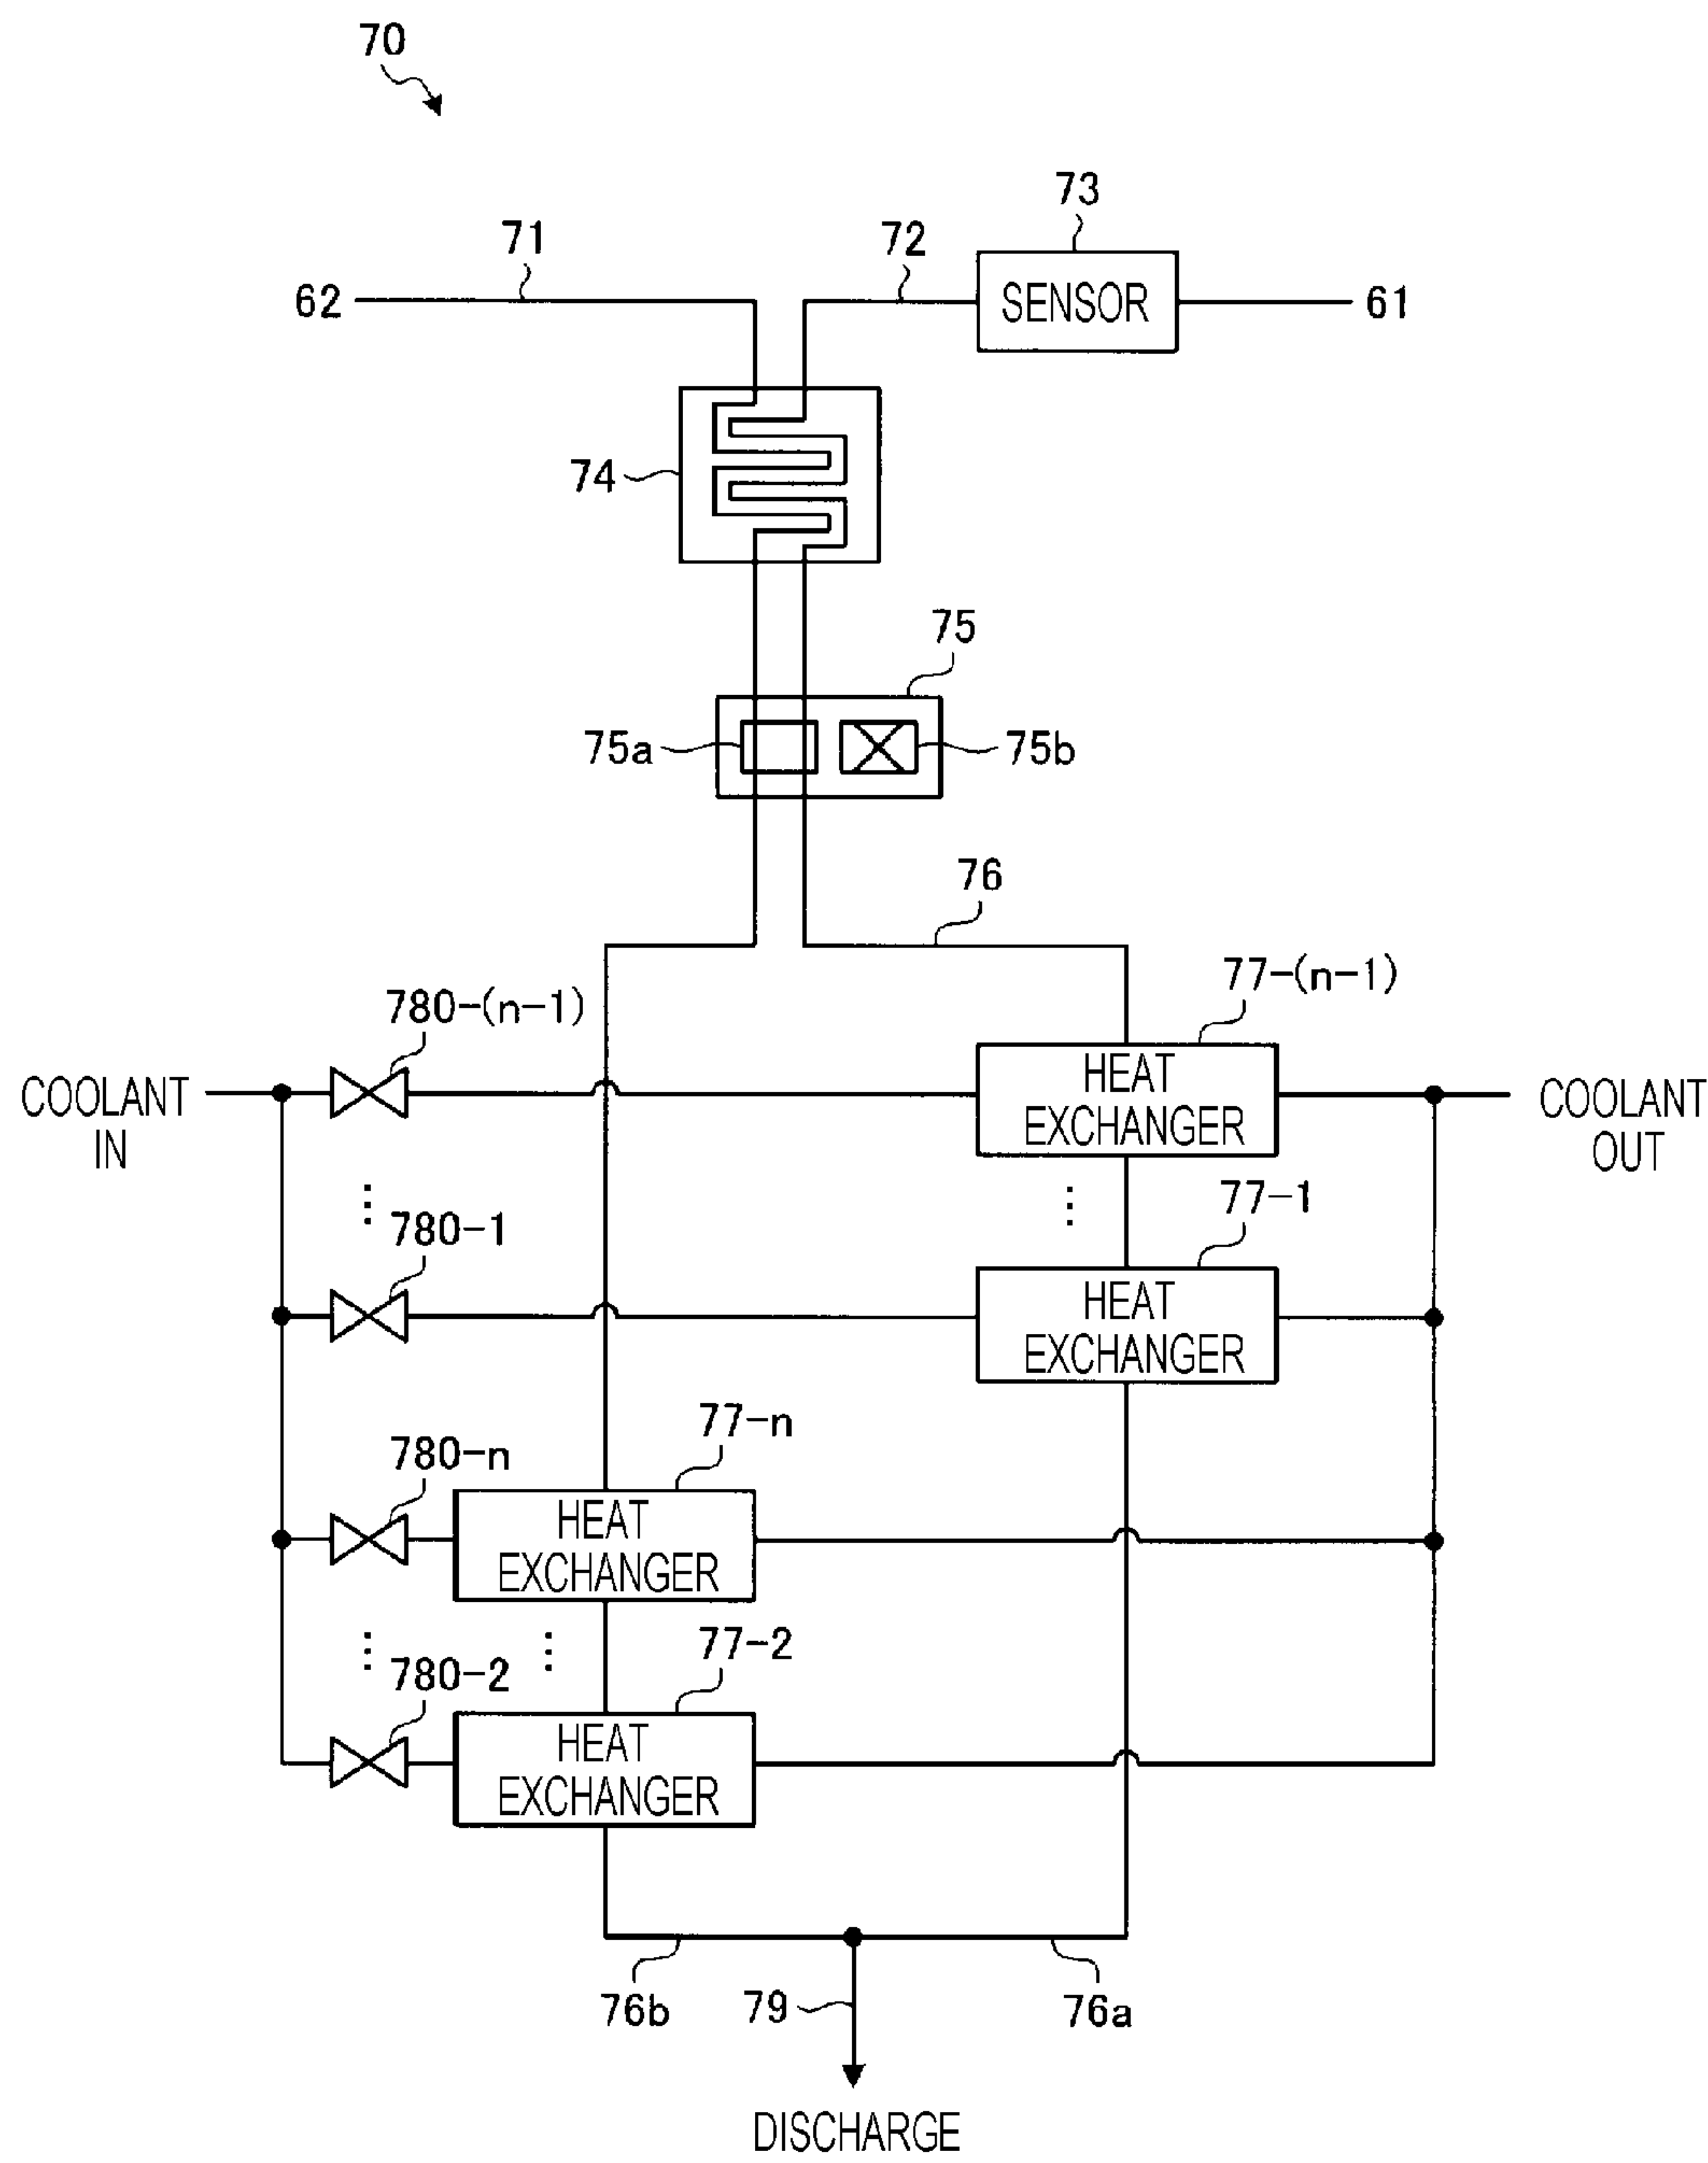 70
73
71
72
62
SENSOR
61
74
75
75a
75b
76
77-(n-1)
780-(n-1)
HEAT
EXCHANGER
COOLANT
IN
COOLANT
OUT
⋮
⋮
77-1
780-1
HEAT
EXCHANGER
77-n
780-n
HEAT
EXCHANGER
⋮
⋮
77-2
780-2
HEAT
EXCHANGER
76b
79
76a
DISCHARGE